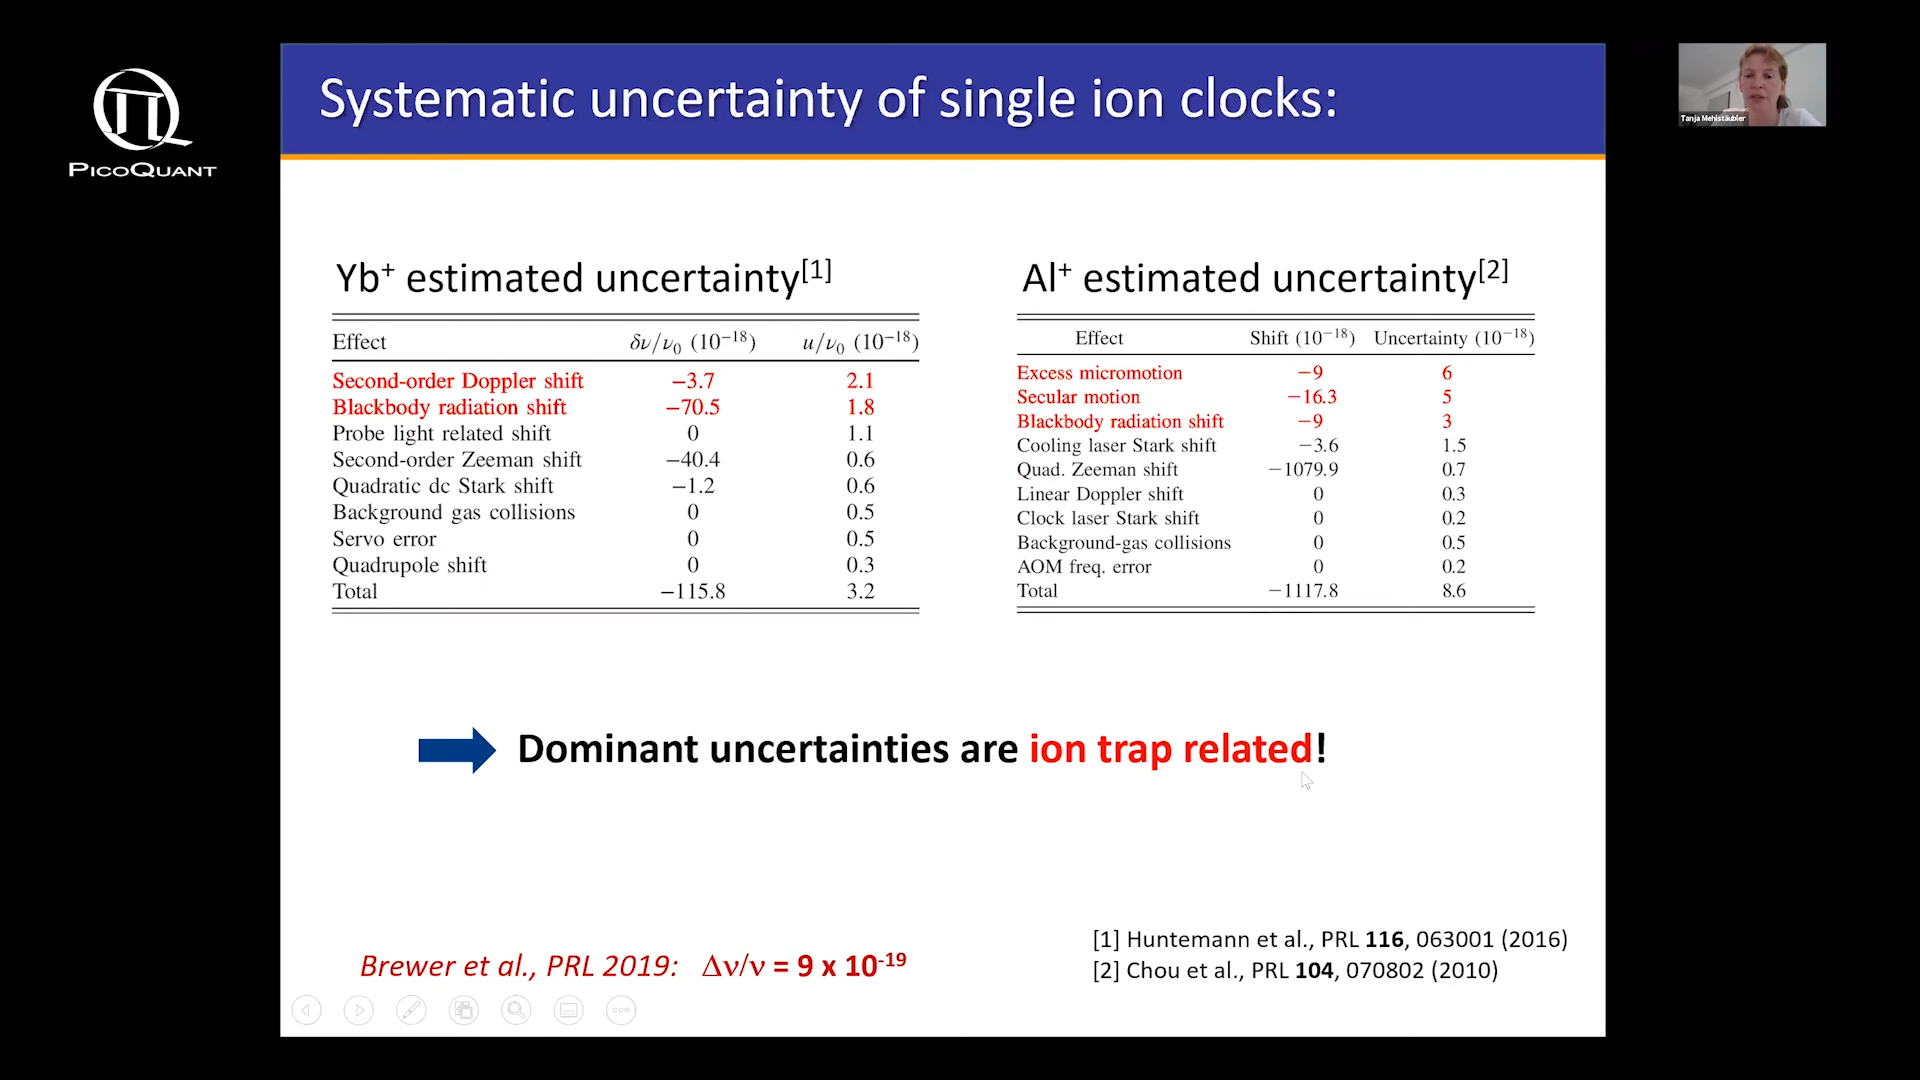 PICOQUANT
Systematic uncertainty of single ion clocks:
Tanja Mehlstäubler
Yb⁺ estimated uncertainty[1]
Effect δν/ν₀ (10⁻¹⁸) u/ν₀ (10⁻¹⁸)
Second-order Doppler shift −3.7 2.1
Blackbody radiation shift −70.5 1.8
Probe light related shift 0 1.1
Second-order Zeeman shift −40.4 0.6
Quadratic dc Stark shift −1.2 0.6
Background gas collisions 0 0.5
Servo error 0 0.5
Quadrupole shift 0 0.3
Total −115.8 3.2
Al⁺ estimated uncertainty[2]
Effect Shift (10⁻¹⁸) Uncertainty (10⁻¹⁸)
Excess micromotion −9 6
Secular motion −16.3 5
Blackbody radiation shift −9 3
Cooling laser Stark shift −3.6 1.5
Quad. Zeeman shift −1079.9 0.7
Linear Doppler shift 0 0.3
Clock laser Stark shift 0 0.2
Background-gas collisions 0 0.5
AOM freq. error 0 0.2
Total −1117.8 8.6
Dominant uncertainties are ion trap related!
Brewer et al., PRL 2019: Δν/ν = 9 x 10⁻¹⁹
[1] Huntemann et al., PRL 116, 063001 (2016)
[2] Chou et al., PRL 104, 070802 (2010)